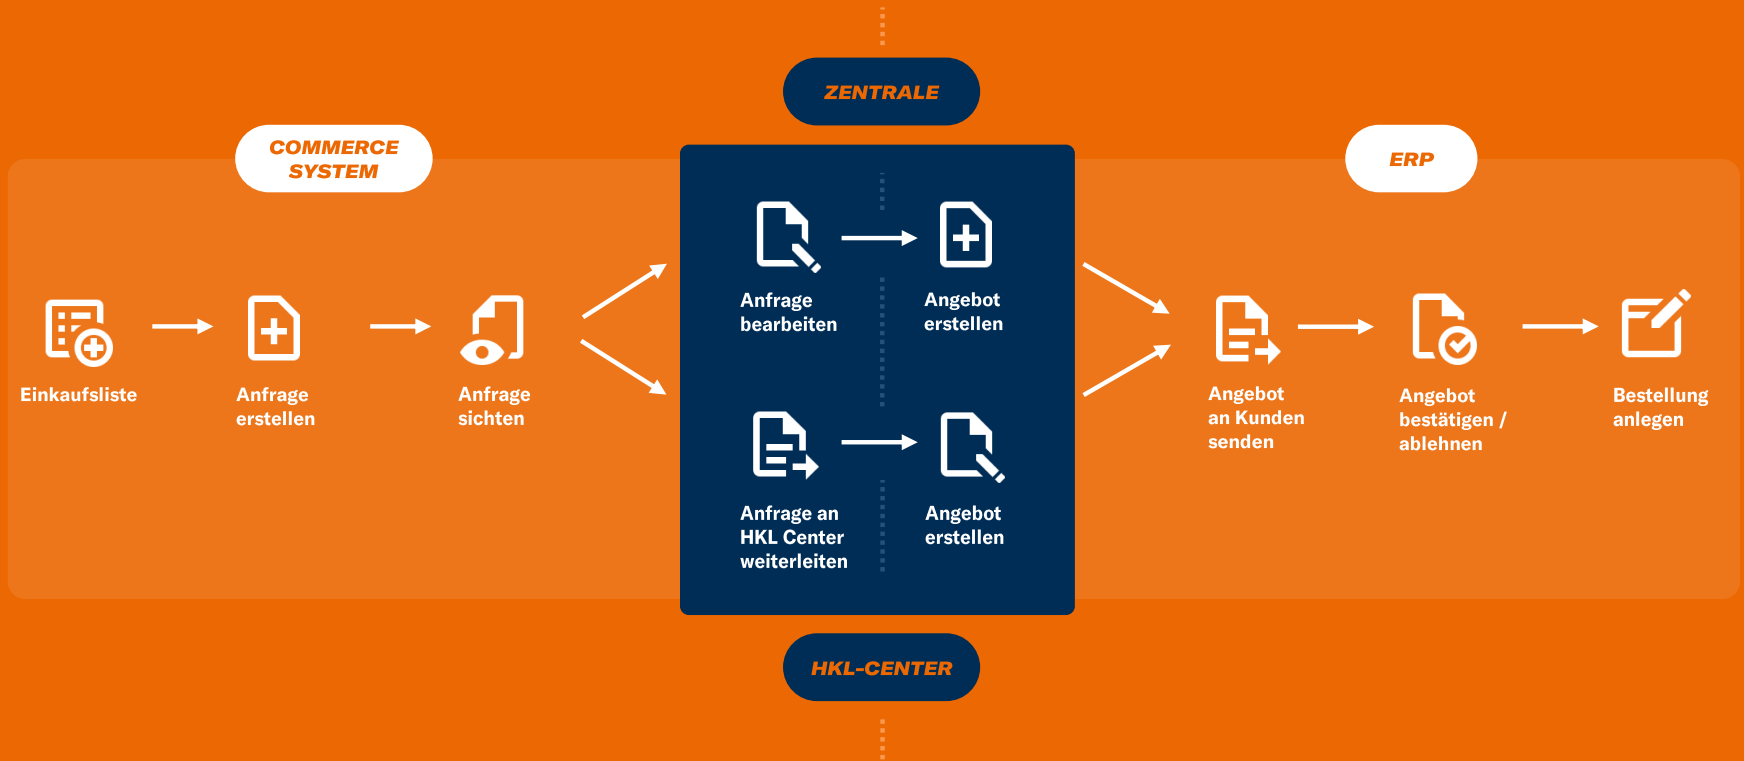 ZENTRALE
COMMERCE
SYSTEM
ERP
Einkaufsliste
Anfrage
erstellen
Anfrage
sichten
Anfrage
bearbeiten
Angebot
erstellen
Anfrage an
HKL Center
weiterleiten
Angebot
erstellen
Angebot
an Kunden
senden
Angebot
bestätigen /
ablehnen
Bestellung
anlegen
HKL-CENTER